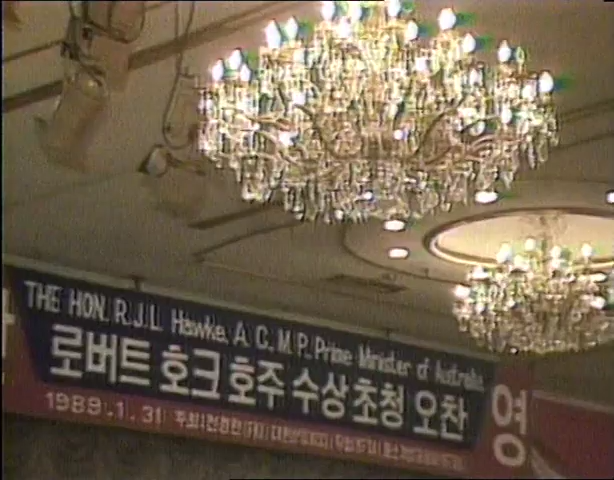 THE HON. R.J.L Hawke. A.C.M.P. Prime Minister of Australia
로버트 호크 호주 수상 초청 오찬
영
1989.1.31